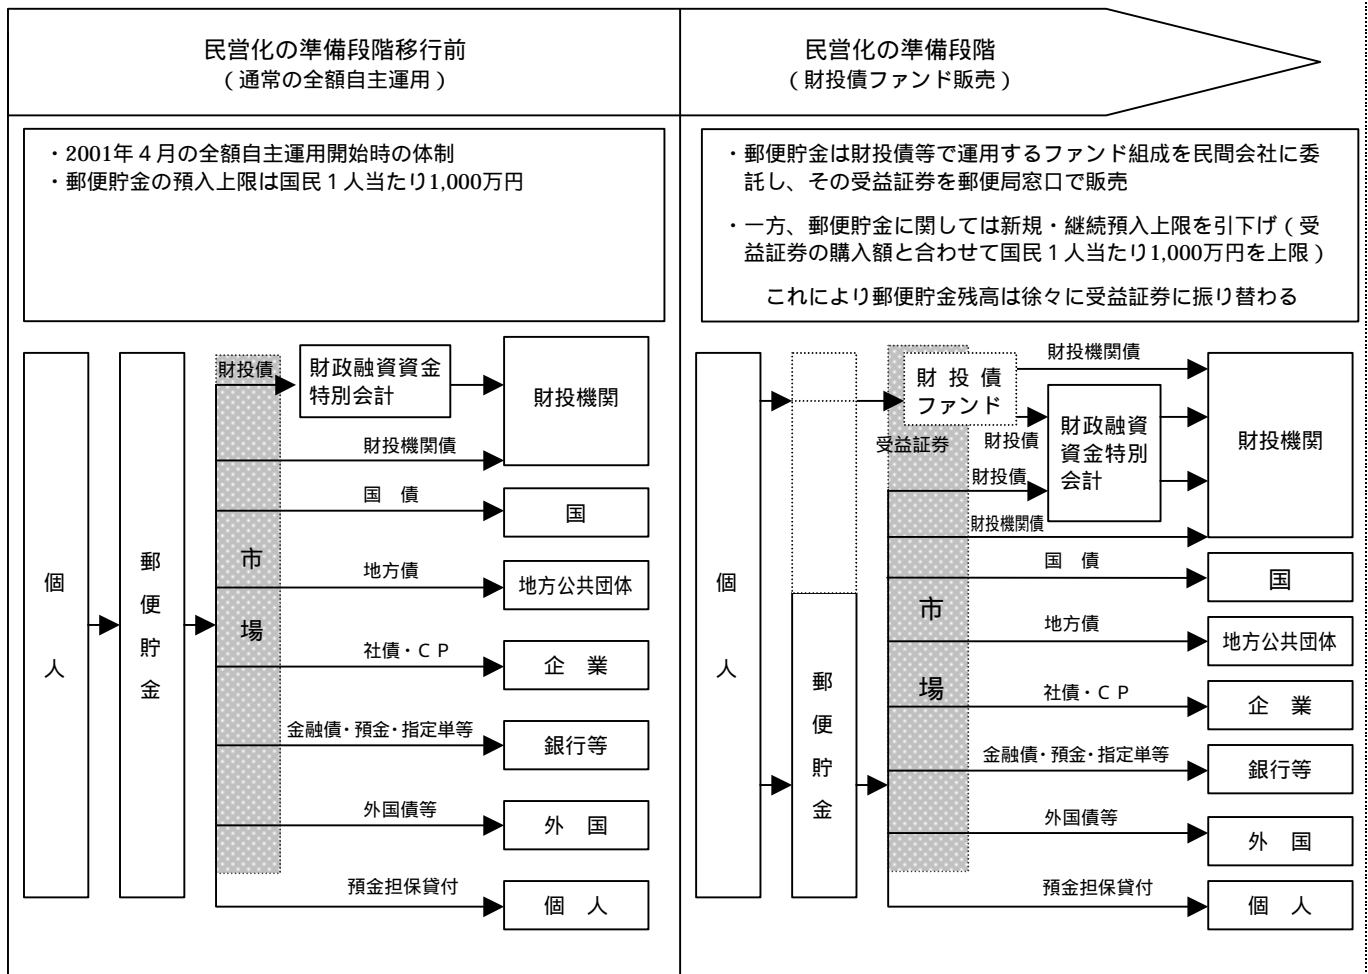 民営化の準備段階移行前
（通常の全額自主運用）
・2001年４月の全額自主運用開始時の体制
・郵便貯金の預入上限は国民１人当たり1,000万円
個人
郵便貯金
市場
財投債
財政融資資金
特別会計
財投機関
財投機関債
国　債
国
地方債
地方公共団体
社債・ＣＰ
企　業
金融債・預金・指定単等
銀行等
外国債等
外　国
預金担保貸付
個　人
民営化の準備段階
（財投債ファンド販売）
・郵便貯金は財投債等で運用するファンド組成を民間会社に委
託し、その受益証券を郵便局窓口で販売
・一方、郵便貯金に関しては新規・継続預入上限を引下げ（受
益証券の購入額と合わせて国民１人当たり1,000万円を上限）
これにより郵便貯金残高は徐々に受益証券に振り替わる
個人
郵便貯金
市場
財投債
ファンド
受益証券
財投機関債
財投債
財政融資
資金特別
会計
財投機関
財投債
財投機関債
国　債
国
地方債
地方公共団体
社債・ＣＰ
企　業
金融債・預金・指定単等
銀行等
外国債等
外　国
預金担保貸付
個　人